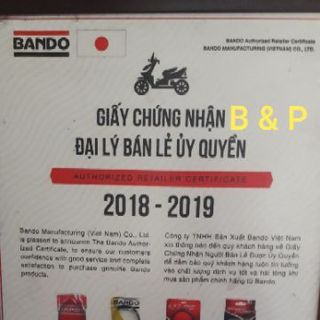 BANDO
BANDO Authorized Retailer Certificate
BANDO MANUFACTURING (VIETNAM) CO., LTD.
GIẤY CHỨNG NHẬN B & P
ĐẠI LÝ BÁN LẺ ỦY QUYỀN
AUTHORIZED RETAILER CERTIFICATE
2018 - 2019
Bando Manufacturing (Viet Nam) Co., Ltd.
is pleased to announce The Bando Author-
ized Certificate, to ensure our customers
confidence with good service and complete
satisfaction to purchase genuine Bando
products.
Công ty TNHH Sản Xuất Bando Việt Nam
xin thông báo đến quý khách hàng về Giấy
Chứng Nhận Người Bán Lẻ Được Ủy Quyền
để đảm bảo quý khách hàng luôn tin tưởng
vào chất lượng dịch vụ tốt và hài lòng khi
mua sản phẩm chính hãng từ Bando.
BANDO